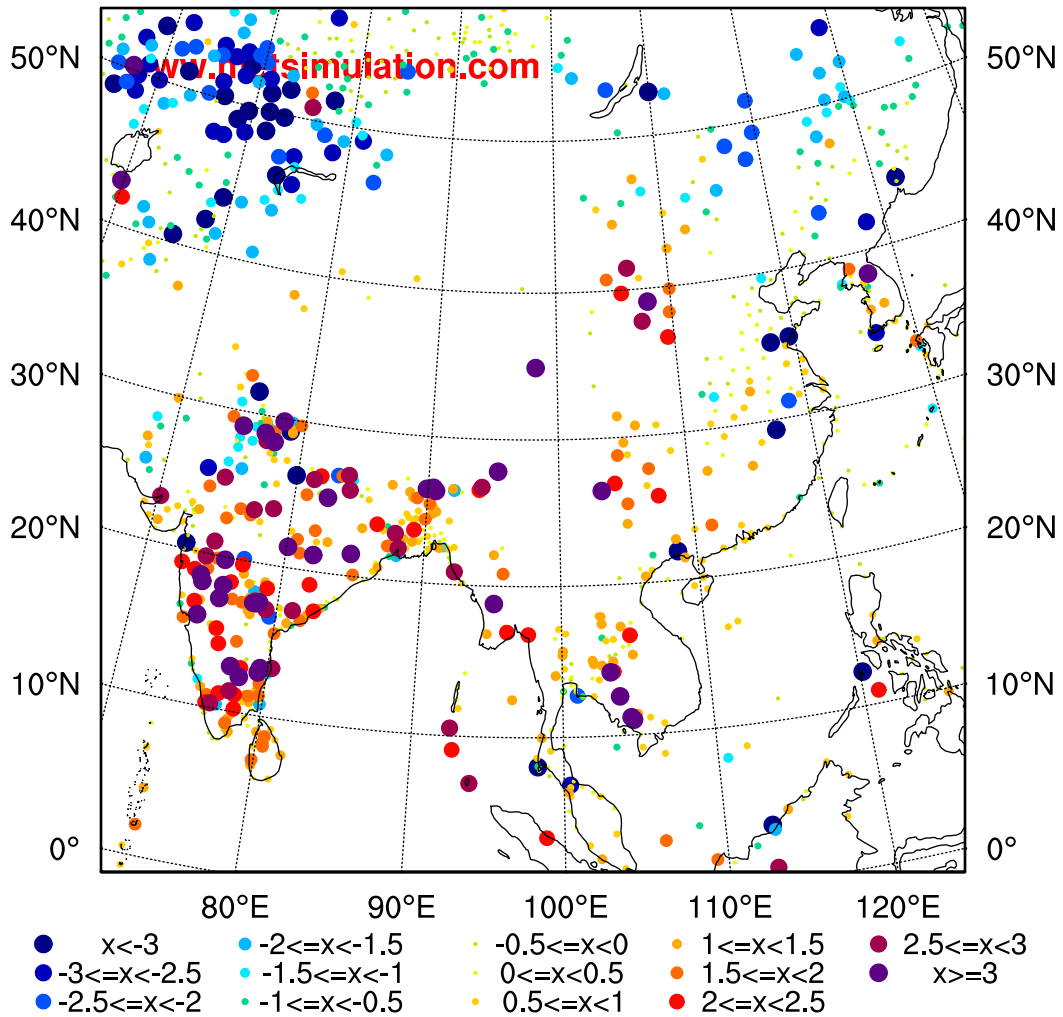 50°N 50°N
www.met simulation.com
40°N 40°N
30°N 30°N
20°N 20°N
10°N 10°N
0° 0°
80°E 90°E 100°E 110°E 120°E
x<-3 -2<=x<-1.5 -0.5<=x<0 1<=x<1.5 2.5<=x<3
-3<=x<-2.5 -1.5<=x<-1 0<=x<0.5 1.5<=x<2 x>=3
-2.5<=x<-2 -1<=x<-0.5 0.5<=x<1 2<=x<2.5